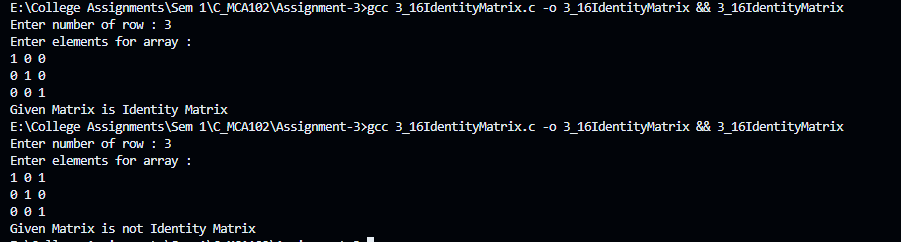 E:\College Assignments\Sem 1\C_MCA102\Assignment-3>gcc 3_16IdentityMatrix.c -o 3_16IdentityMatrix && 3_16IdentityMatrix
Enter number of row : 3
Enter elements for array :
1 0 0
0 1 0
0 0 1
Given Matrix is Identity Matrix
E:\College Assignments\Sem 1\C_MCA102\Assignment-3>gcc 3_16IdentityMatrix.c -o 3_16IdentityMatrix && 3_16IdentityMatrix
Enter number of row : 3
Enter elements for array :
1 0 1
0 1 0
0 0 1
Given Matrix is not Identity Matrix